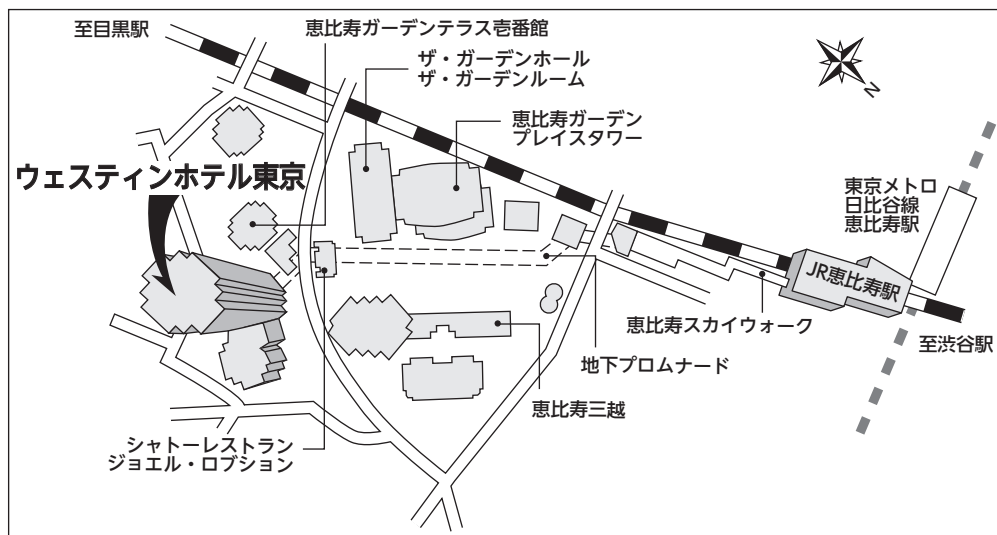 至目黒駅
恵比寿ガーデンテラス壱番館
ザ・ガーデンホール
ザ・ガーデンルーム
恵比寿ガーデン
プレイスタワー
N
ウェスティンホテル東京
東京メトロ
日比谷線
恵比寿駅
JR恵比寿駅
恵比寿スカイウォーク
至渋谷駅
地下プロムナード
恵比寿三越
シャトーレストラン
ジョエル・ロブション